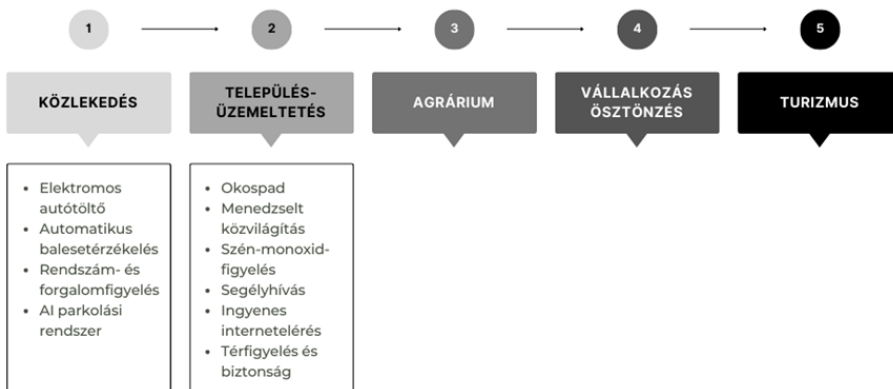 1
2
3
4
5
KÖZLEKEDÉS
TELEPÜLÉS-
ÜZEMELTETÉS
AGRÁRIUM
VÁLLALKOZÁS
ÖSZTÖNZÉS
TURIZMUS
• Elektromos
autótöltő
• Automatikus
balesetérzékelés
• Rendszám- és
forgalomfigyelés
• AI parkolási
rendszer
• Okospad
• Menedzselt
közvilágítás
• Szén-monoxid-
figyelés
• Segélyhívás
• Ingyenes
internetelérés
• Térfigyelés és
biztonság